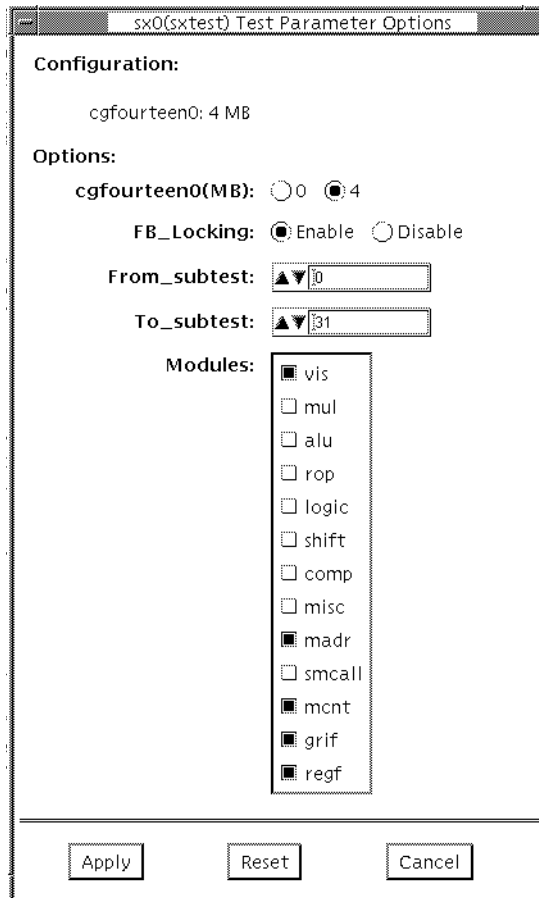 sx0(sxtest) Test Parameter Options
Configuration:
cgfourteen0: 4 MB
Options:
cgfourteen0(MB): 0 4
FB_Locking: Enable Disable
From_subtest: 0
To_subtest: 31
Modules: vis
mul
alu
rop
logic
shift
comp
misc
madr
smcall
mcnt
grif
regf
Apply Reset Cancel